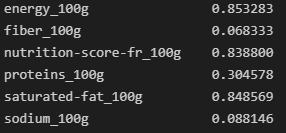 energy_100g 0.853283
fiber_100g 0.068333
nutrition-score-fr_100g 0.838800
proteins_100g 0.304578
saturated-fat_100g 0.848569
sodium_100g 0.088146